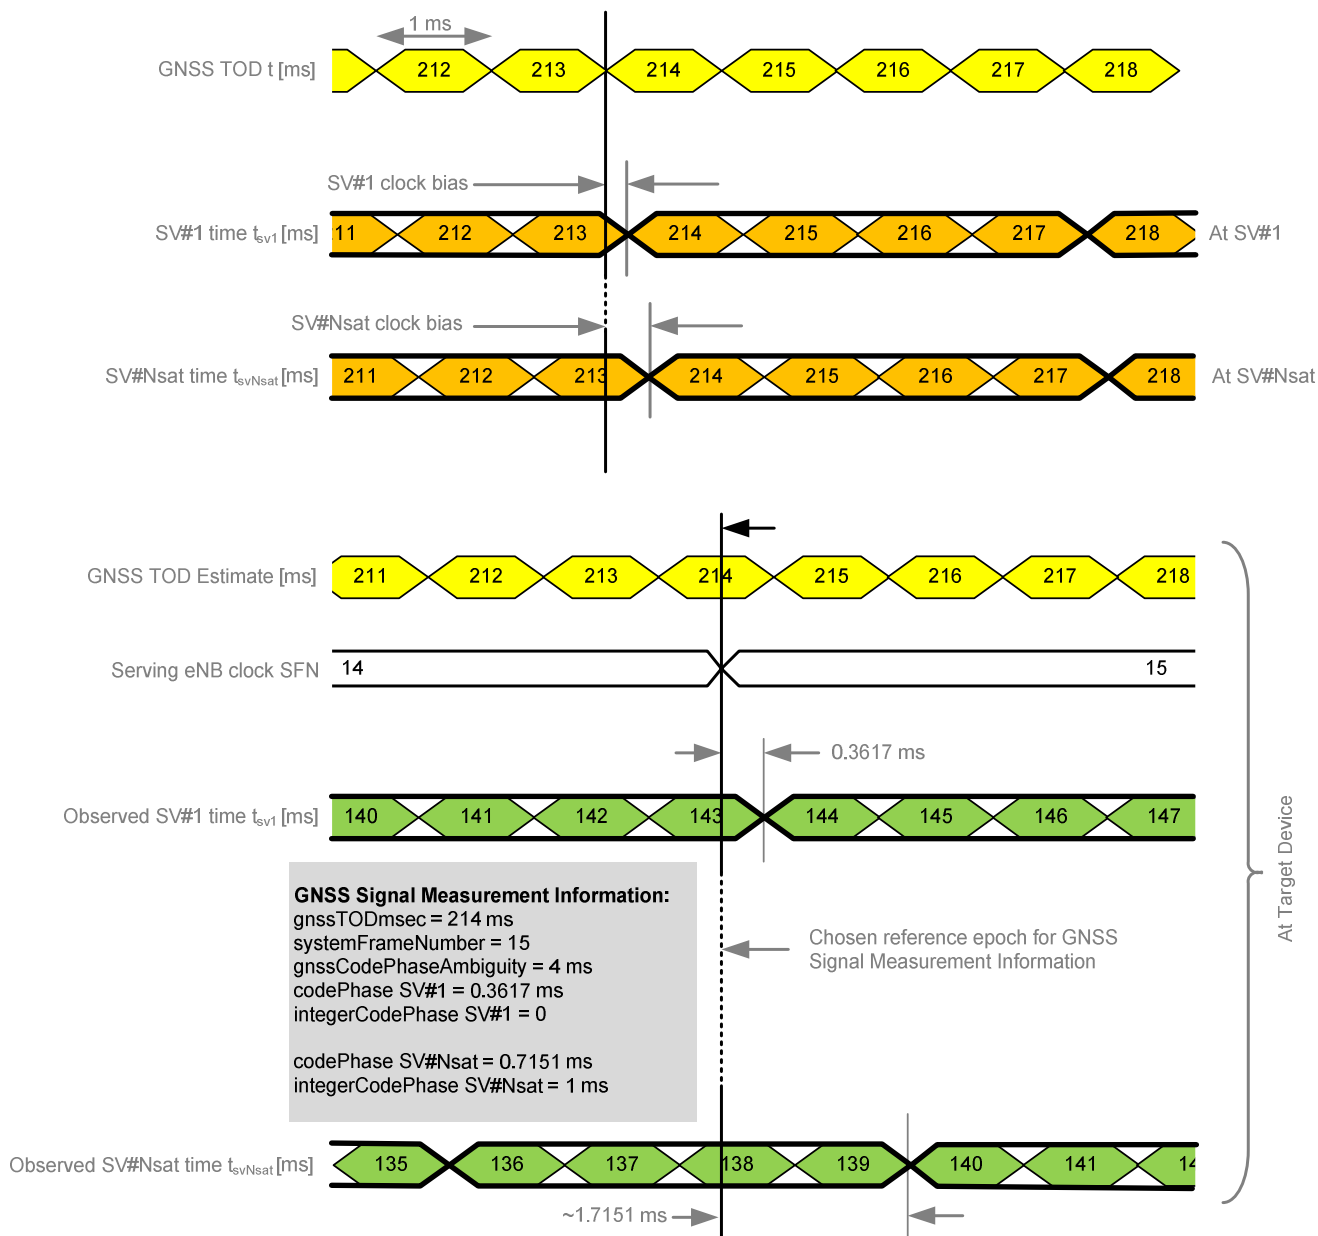 1 ms
GNSS TOD t [ms]
212 213 214 215 216 217 218
SV#1 clock bias
SV#1 time tsv1 [ms]
11 212 213 214 215 216 217 218
At SV#1
SV#Nsat clock bias
SV#Nsat time tsvNsat [ms]
211 212 213 214 215 216 217 218
At SV#Nsat
GNSS TOD Estimate [ms]
211 212 213 214 215 216 217 218
Serving eNB clock SFN
14 15
0.3617 ms
Observed SV#1 time tsv1 [ms]
140 141 142 143 144 145 146 147
At Target Device
GNSS Signal Measurement Information:
gnssTODmsec = 214 ms
systemFrameNumber = 15
gnssCodePhaseAmbiguity = 4 ms
codePhase SV#1 = 0.3617 ms
integerCodePhase SV#1 = 0
codePhase SV#Nsat = 0.7151 ms
integerCodePhase SV#Nsat = 1 ms
Chosen reference epoch for GNSS
Signal Measurement Information
Observed SV#Nsat time tsvNsat [ms]
135 136 137 138 139 140 141 14
~1.7151 ms